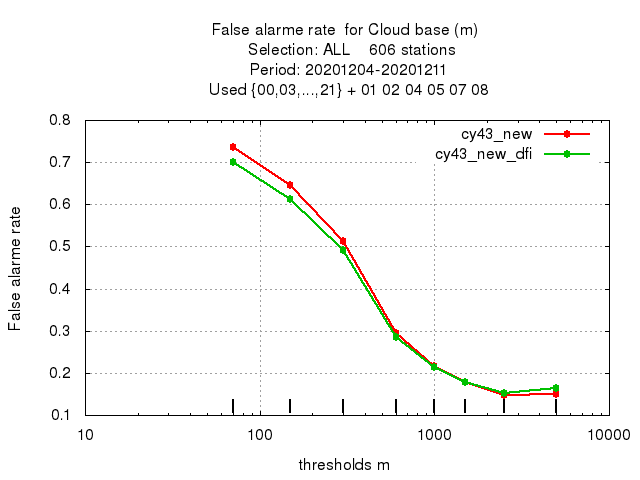 False alarme rate  for Cloud base (m)
Selection: ALL    606 stations
Period: 20201204-20201211
Used {00,03,...,21} + 01 02 04 05 07 08
cy43_new
cy43_new_dfi
False alarme rate
0.8
0.7
0.6
0.5
0.4
0.3
0.2
0.1
10
100
1000
10000
thresholds m